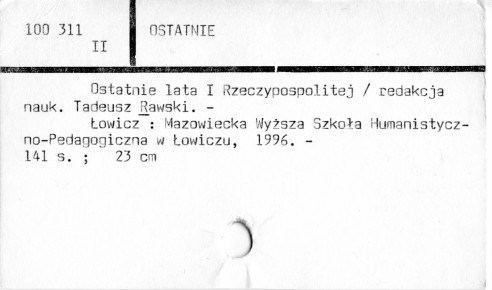 100 311
II
OSTATNIE
Ostatnie lata I Rzeczypospolitej / redakcja
nauk. Tadeusz Rawski. -
Łowicz : Mazowiecka Wyższa Szkoła Humanistycz-
no-Pedagogiczna w Łowiczu, 1996. -
141 s. ; 23 cm